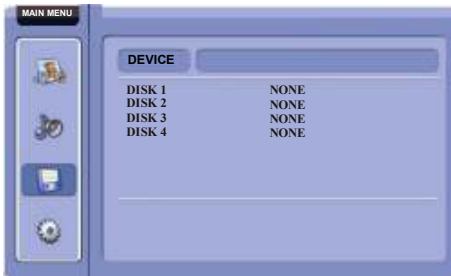 MAIN MENU
DEVICE
DISK 1 NONE
DISK 2 NONE
DISK 3 NONE
DISK 4 NONE